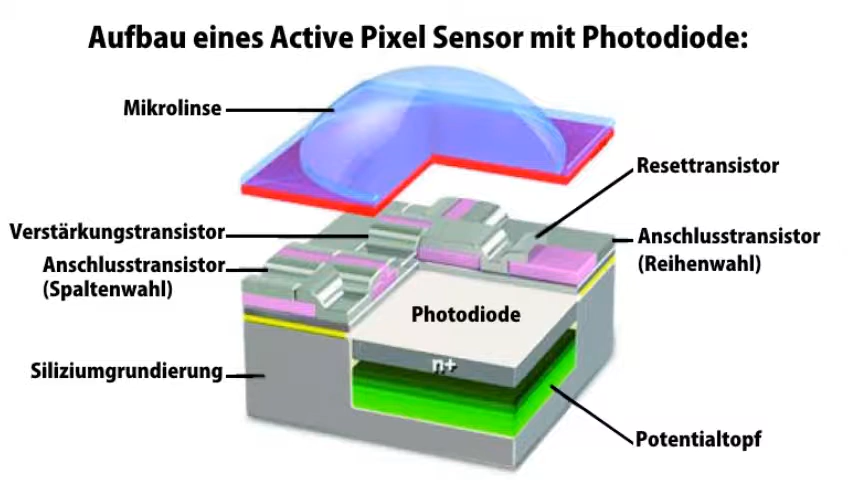 Aufbau eines Active Pixel Sensor mit Photodiode:
Mikrolinse
Resettransistor
Verstärkungstransistor
Anschlusstransistor
(Reihenwahl)
Anschlusstransistor
(Spaltenwahl)
Photodiode
n+
Siliziumgrundierung
Potentialtopf